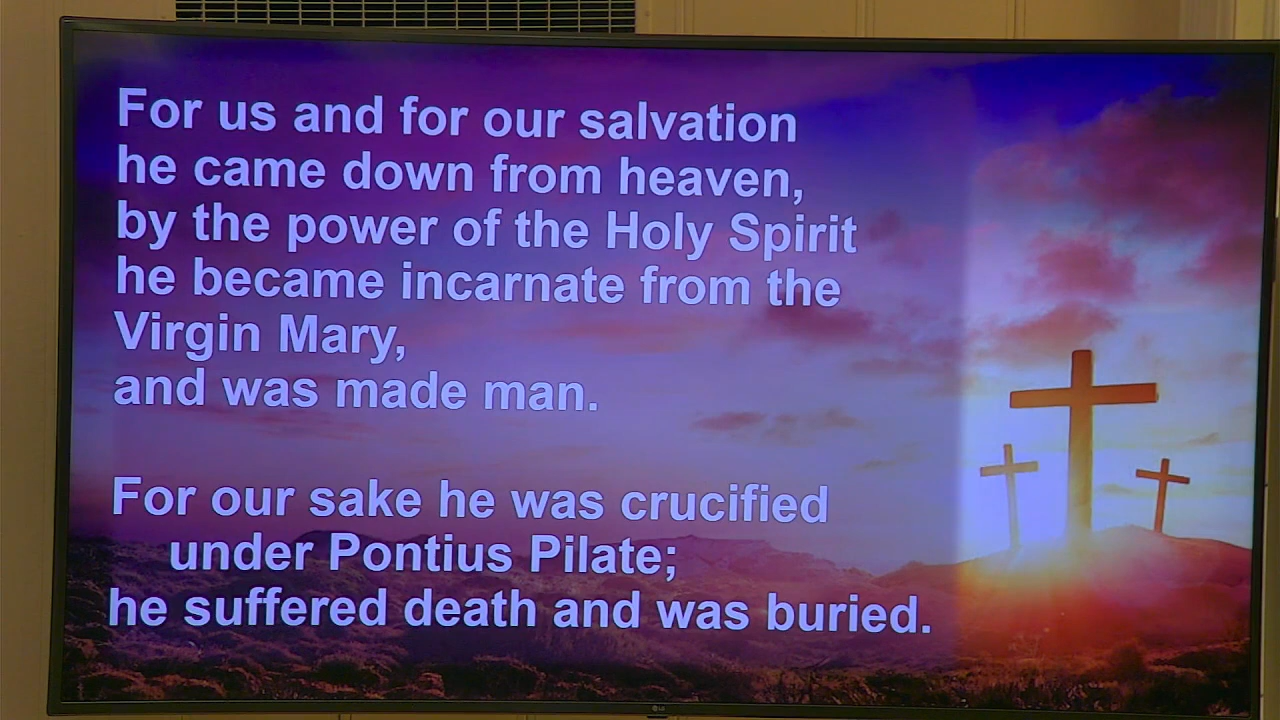 For us and for our salvation
he came down from heaven,
by the power of the Holy Spirit
he became incarnate from the
Virgin Mary,
and was made man.
For our sake he was crucified
under Pontius Pilate;
he suffered death and was buried.
LG